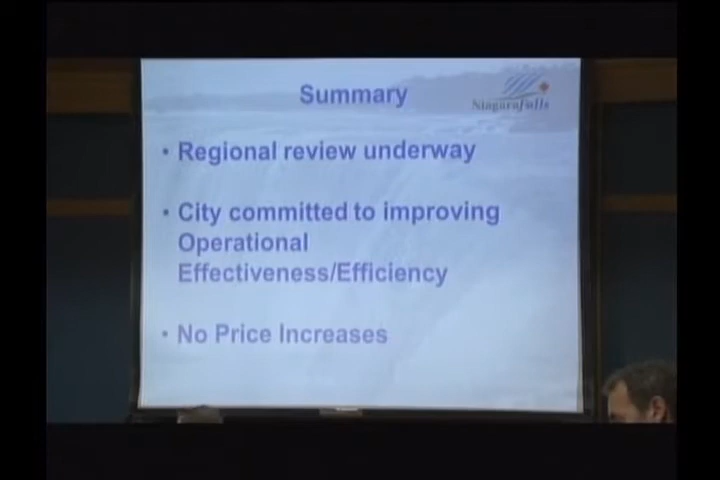 Summary
NiagaraFalls
• Regional review underway
• City committed to improving
Operational
Effectiveness/Efficiency
• No Price Increases